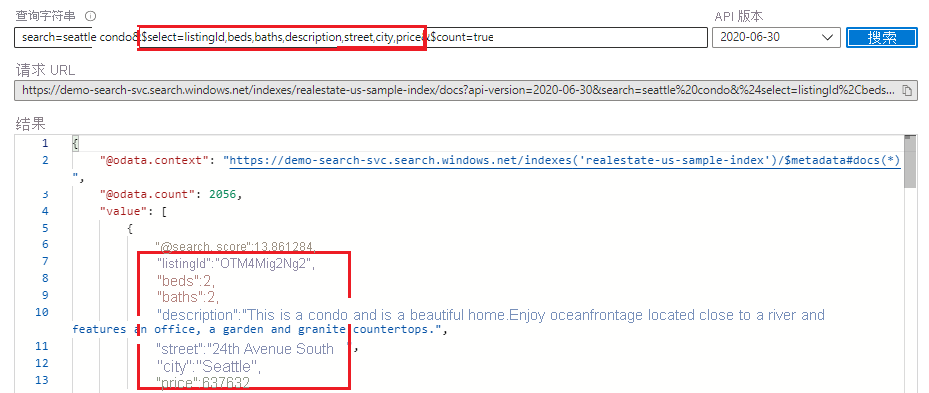 查询字符串
API 版本
search=seattle condo&$select=listingId,beds,baths,description,street,city,price&$count=true
2020-06-30
搜索
请求 URL
https://demo-search-svc.search.windows.net/indexes/realestate-us-sample-index/docs?api-version=2020-06-30&search=seattle%20condo&%24select=listingId%2Cbeds...
结果
1 {
2 "@odata.context": "https://demo-search-svc.search.windows.net/indexes('realestate-us-sample-index')/$metadata#docs(*)
",
3 "@odata.count": 2056,
4 "value": [
5 {
6 "@search. score":13.861284,
7 "listingId":"OTM4Mig2Ng2",
8 "beds":2,
9 "baths":2,
10 "description":"This is a condo and is a beautiful home.Enjoy oceanfrontage located close to a river and
features an office, a garden and granite countertops.",
11 "street":"24th Avenue South ",
12 "city":"Seattle",
13 "price":637632